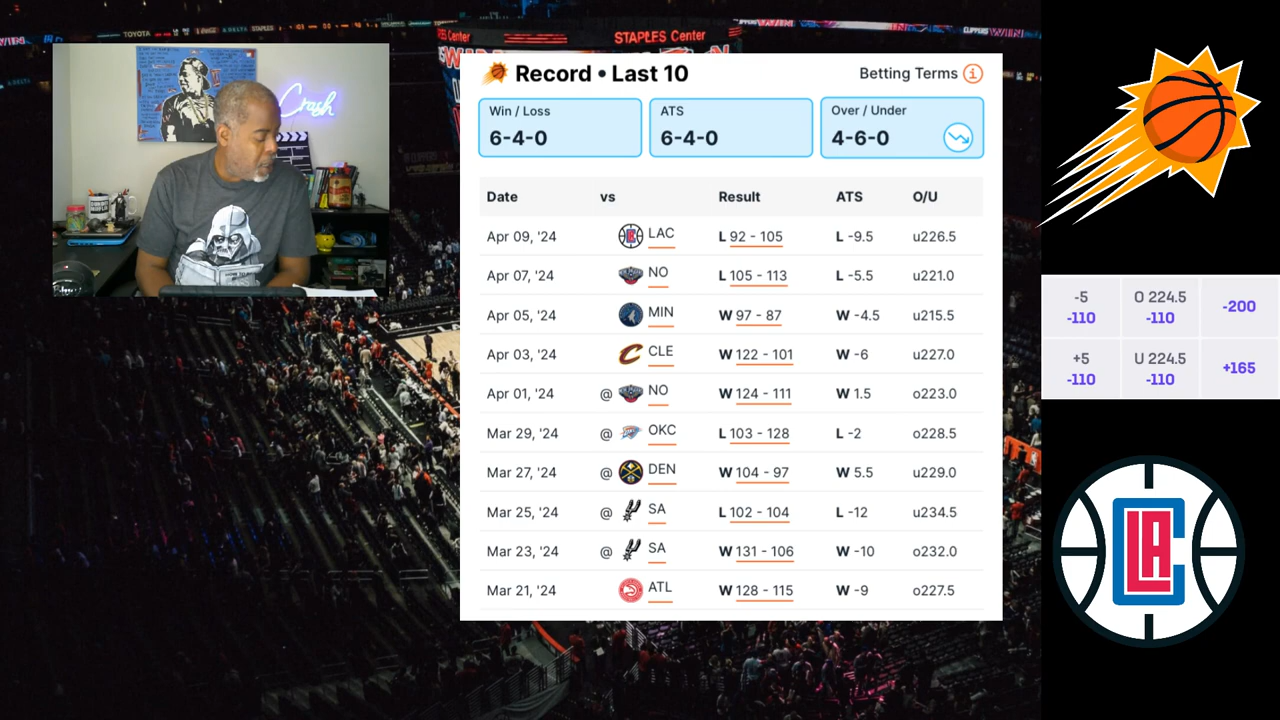 TOYOTA
STAPLES Center
WIN
Crash
Record • Last 10
Betting Terms
Win / Loss
6-4-0
ATS
6-4-0
Over / Under
4-6-0
Date vs Result ATS O/U
Apr 09, '24 LAC L 92 - 105 L -9.5 u226.5
Apr 07, '24 NO L 105 - 113 L -5.5 u221.0
Apr 05, '24 MIN W 97 - 87 W -4.5 u215.5
Apr 03, '24 CLE W 122 - 101 W -6 u227.0
Apr 01, '24 @ NO W 124 - 111 W 1.5 o223.0
Mar 29, '24 @ OKC L 103 - 128 L -2 o228.5
Mar 27, '24 @ DEN W 104 - 97 W 5.5 u229.0
Mar 25, '24 @ SA L 102 - 104 L -12 u234.5
Mar 23, '24 @ SA W 131 - 106 W -10 o232.0
Mar 21, '24 ATL W 128 - 115 W -9 o227.5
-5 O 224.5 -200
-110 -110
+5 U 224.5 +165
-110 -110
LA